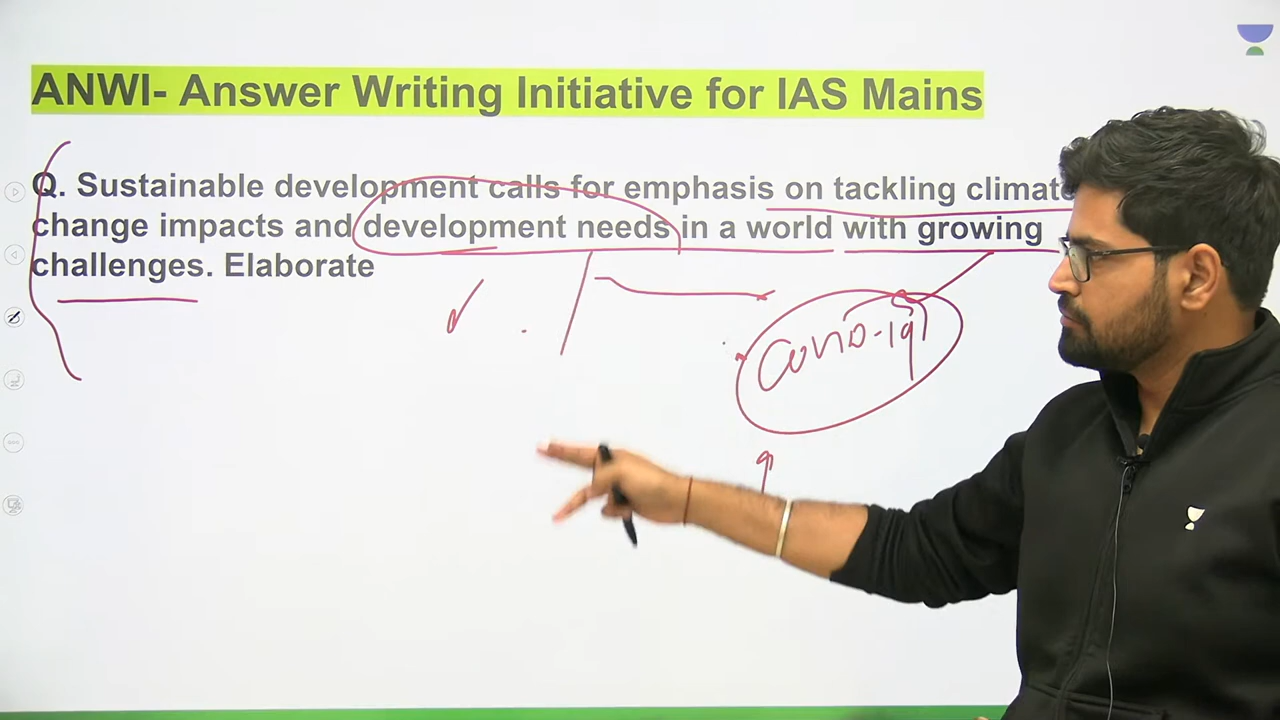 ANWI- Answer Writing Initiative for IAS Mains
Q. Sustainable development calls for emphasis on tackling climate
change impacts and development needs in a world with growing
challenges. Elaborate
COVID-19